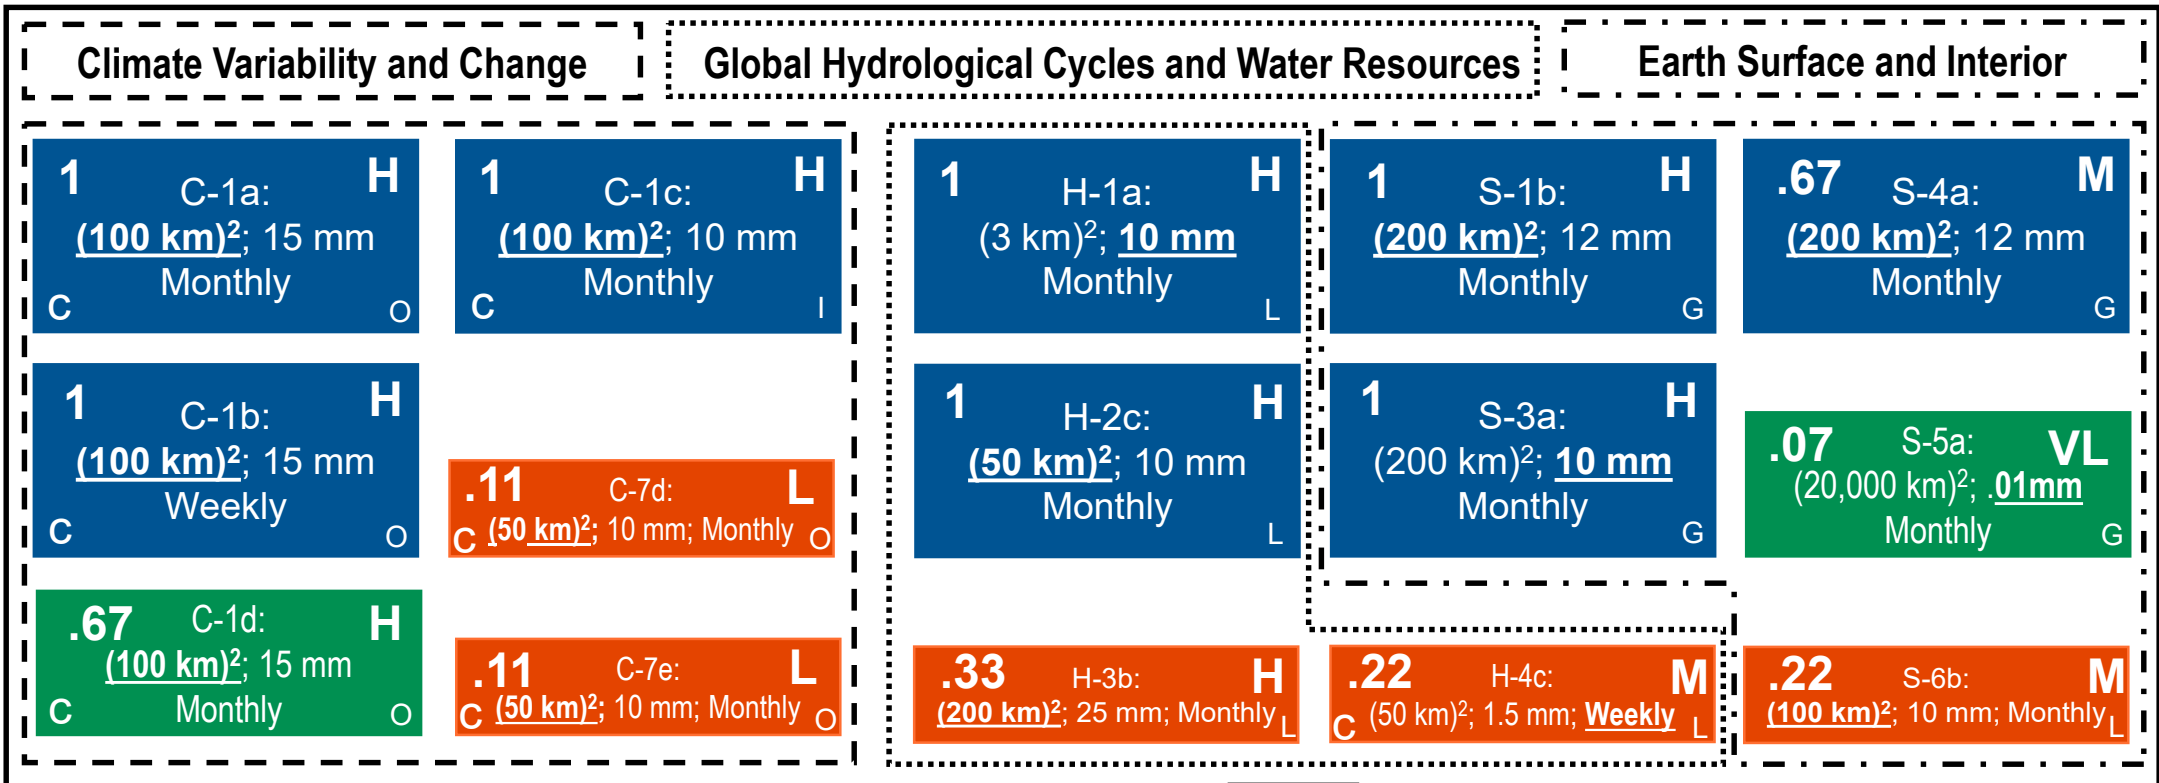 Climate Variability and Change
Global Hydrological Cycles and Water Resources
Earth Surface and Interior
1 H
C-1a:
(100 km)²; 15 mm
Monthly
C O
1 H
C-1c:
(100 km)²; 10 mm
Monthly
C I
1 H
H-1a:
(3 km)²; 10 mm
Monthly
L
1 H
S-1b:
(200 km)²; 12 mm
Monthly
G
.67 M
S-4a:
(200 km)²; 12 mm
Monthly
G
1 H
C-1b:
(100 km)²; 15 mm
Weekly
C O
.11 C-7d: L
C (50 km)²; 10 mm; Monthly O
1 H
H-2c:
(50 km)²; 10 mm
Monthly
L
1 H
S-3a:
(200 km)²; 10 mm
Monthly
G
.07 S-5a: VL
(20,000 km)²; .01mm
Monthly
G
.67 C-1d: H
(100 km)²; 15 mm
Monthly
C O
.11 C-7e: L
C (50 km)²; 10 mm; Monthly O
.33 H-3b: H
(200 km)²; 25 mm; Monthly L
.22 H-4c: M
C (50 km)²; 1.5 mm; Weekly L
.22 S-6b: M
(100 km)²; 10 mm; Monthly L